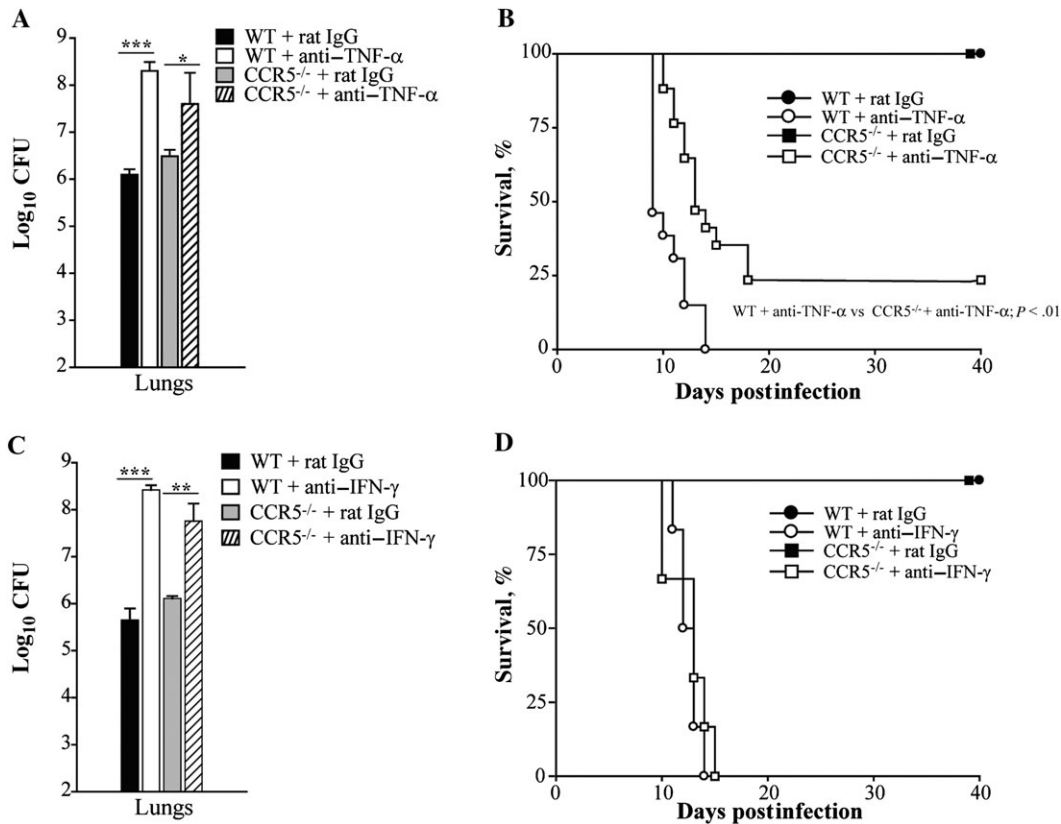 A
Log10 CFU
9
8
7
6
5
4
3
2
***
*
Lungs
WT + rat IgG
WT + anti–TNF-α
CCR5-/- + rat IgG
CCR5-/- + anti–TNF-α
B
Survival, %
100
75
50
25
0
WT + rat IgG
WT + anti–TNF-α
CCR5-/- + rat IgG
CCR5-/- + anti–TNF-α
WT + anti-TNF-α vs CCR5-/-+ anti-TNF-α; P < .01
0 10 20 30 40
Days postinfection
C
Log10 CFU
9
8
7
6
5
4
3
2
***
**
Lungs
WT + rat IgG
WT + anti–IFN-γ
CCR5-/- + rat IgG
CCR5-/- + anti–IFN-γ
D
Survival, %
100
75
50
25
0
WT + rat IgG
WT + anti–IFN-γ
CCR5-/- + rat IgG
CCR5-/- + anti–IFN-γ
0 10 20 30 40
Days postinfection